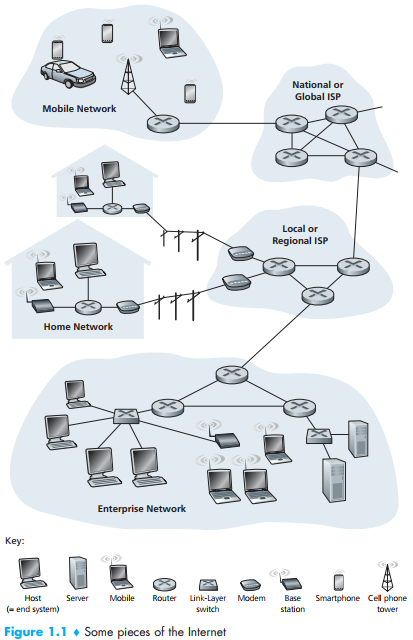 National or
Global ISP
Mobile Network
Local or
Regional ISP
Home Network
Enterprise Network
Key:
Host
(= end system)
Server
Mobile
Router
Link-Layer
switch
Modem
Base
station
Smartphone
Cell phone
tower
Figure 1.1 ♦ Some pieces of the Internet